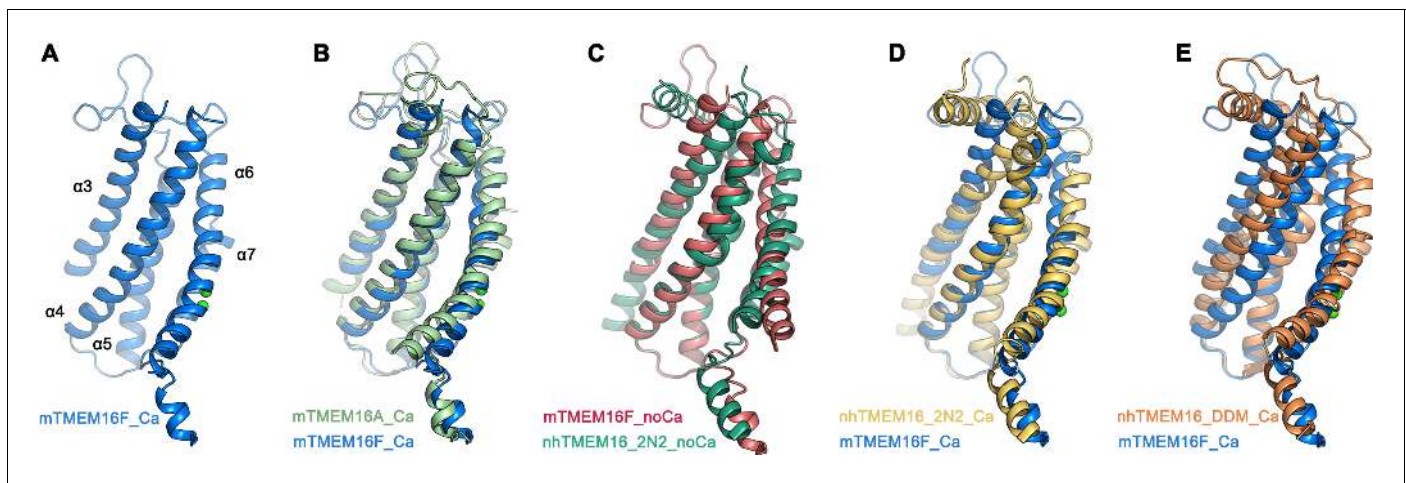 A
B
C
D
E
α3
α6
α7
α4
α5
mTMEM16F_Ca
mTMEM16A_Ca
mTMEM16F_Ca
mTMEM16F_noCa
nhTMEM16_2N2_noCa
nhTMEM16_2N2_Ca
mTMEM16F_Ca
nhTMEM16_DDM_Ca
mTMEM16F_Ca